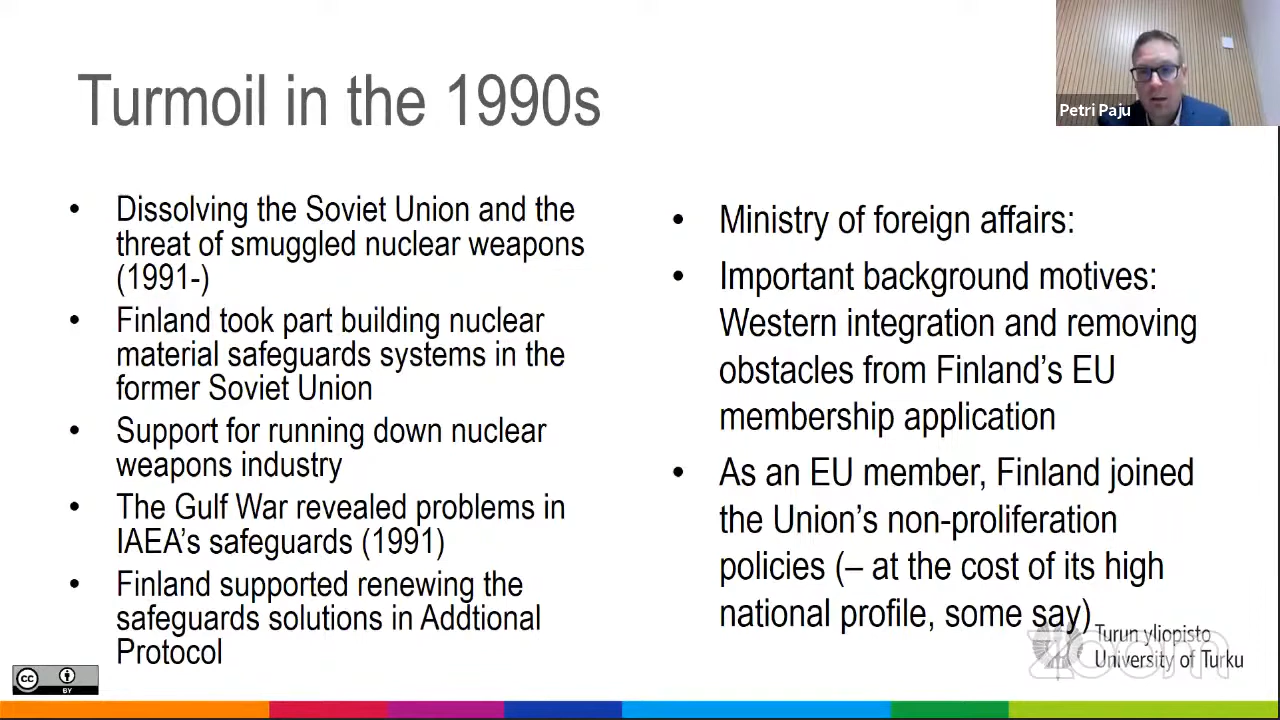 Turmoil in the 1990s
Petri Paju
• Dissolving the Soviet Union and the
threat of smuggled nuclear weapons
(1991-)
• Finland took part building nuclear
material safeguards systems in the
former Soviet Union
• Support for running down nuclear
weapons industry
• The Gulf War revealed problems in
IAEA's safeguards (1991)
• Finland supported renewing the
safeguards solutions in Addtional
Protocol
• Ministry of foreign affairs:
• Important background motives:
Western integration and removing
obstacles from Finland's EU
membership application
• As an EU member, Finland joined
the Union's non-proliferation
policies (– at the cost of its high
national profile, some say)
Turun yliopisto
University of Turku
zoom
cc
BY